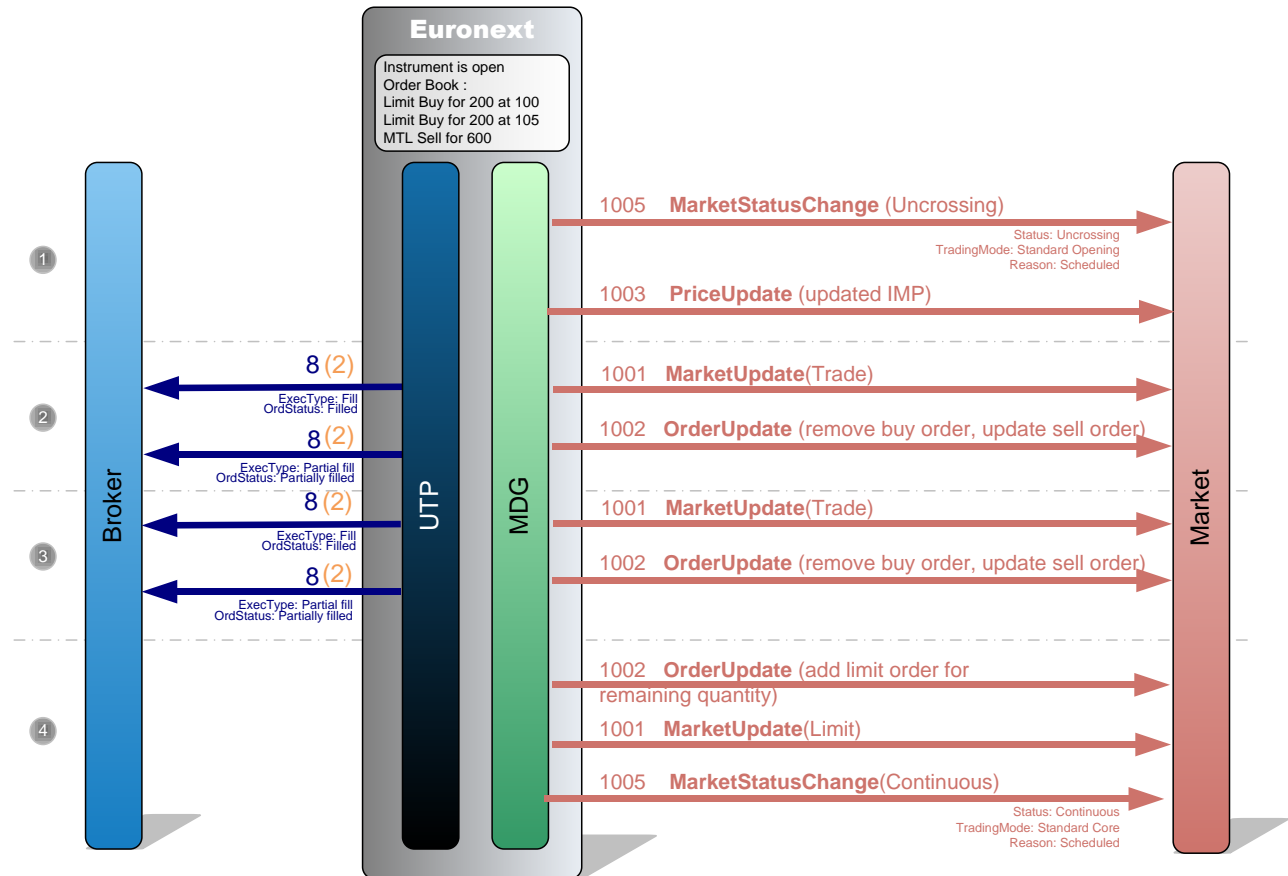 Euronext
Instrument is open
Order Book :
Limit Buy for 200 at 100
Limit Buy for 200 at 105
MTL Sell for 600
Broker
UTP
MDG
Market
1
1005 MarketStatusChange (Uncrossing)
Status: Uncrossing
TradingMode: Standard Opening
Reason: Scheduled
1003 PriceUpdate (updated IMP)
2
8 (2)
ExecType: Fill
OrdStatus: Filled
1001 MarketUpdate(Trade)
8 (2)
ExecType: Partial fill
OrdStatus: Partially filled
1002 OrderUpdate (remove buy order, update sell order)
3
8 (2)
ExecType: Fill
OrdStatus: Filled
1001 MarketUpdate(Trade)
8 (2)
ExecType: Partial fill
OrdStatus: Partially filled
1002 OrderUpdate (remove buy order, update sell order)
4
1002 OrderUpdate (add limit order for
remaining quantity)
1001 MarketUpdate(Limit)
1005 MarketStatusChange(Continuous)
Status: Continuous
TradingMode: Standard Core
Reason: Scheduled